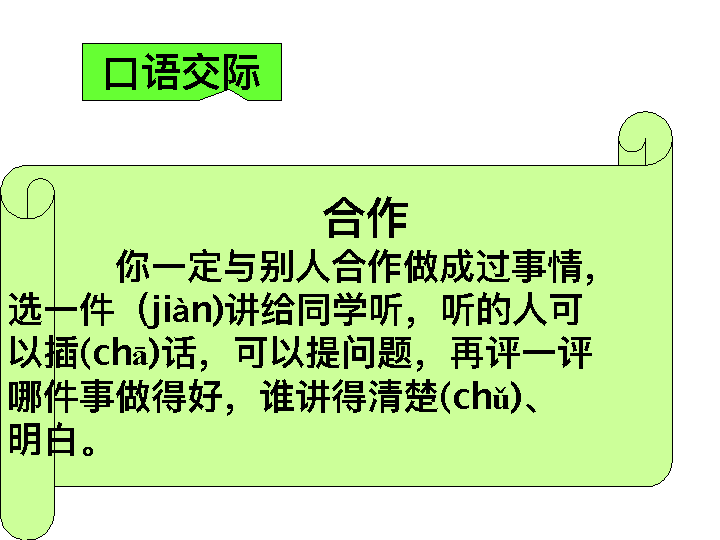 口语交际
合作
你一定与别人合作做成过事情，
选一件（jiàn)讲给同学听，听的人可
以插(chā)话，可以提问题，再评一评
哪件事做得好，谁讲得清楚(chǔ)、
明白。